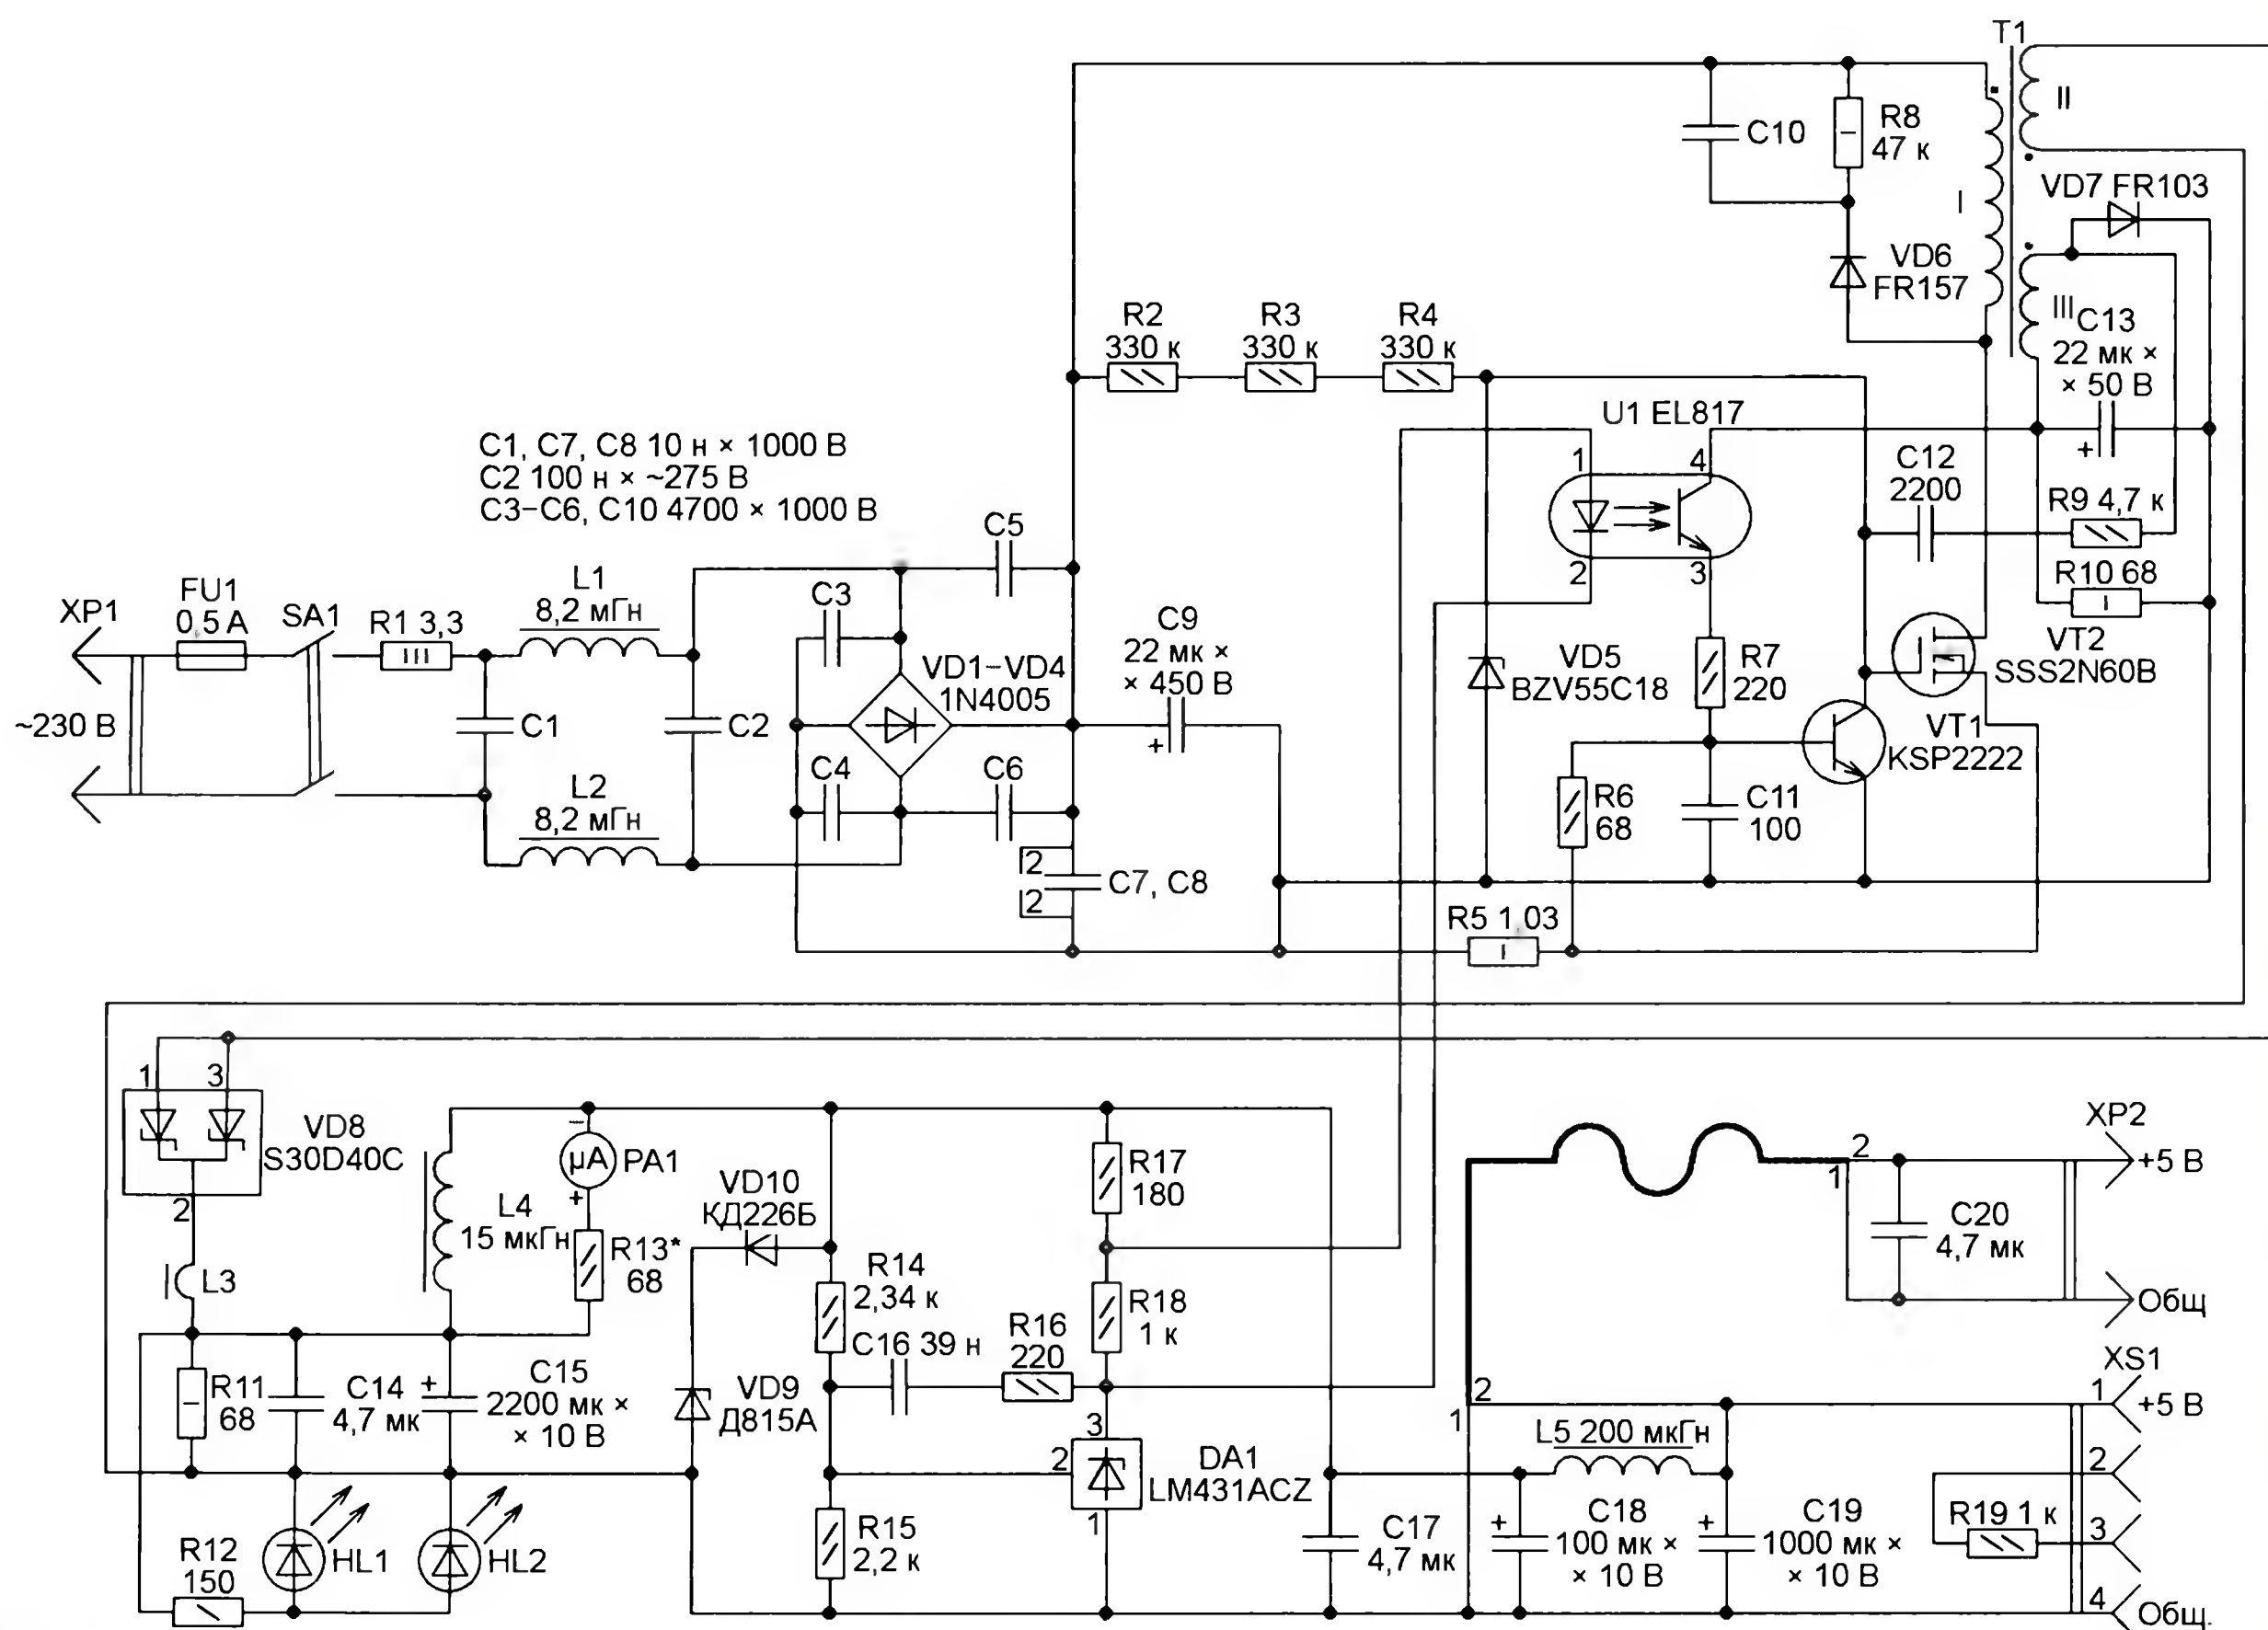 T1
II
C10
R8
47 к
I
VD7 FR103
VD6
FR157
III
C13
22 мк ×
× 50 В
R2
330 к
R3
330 к
R4
330 к
U1 EL817
1
4
2
3
C12
2200
R9 4,7 к
R10 68
C1, C7, C8 10 н × 1000 В
C2 100 н × ~275 В
C3–C6, C10 4700 × 1000 В
C5
XP1
FU1
0,5 А
SA1
R1 3,3
L1
8,2 мГн
C3
VD1–VD4
1N4005
C9
22 мк ×
× 450 В
VD5
BZV55C18
R7
220
VT2
SSS2N60B
~230 В
C1
C2
VT1
KSP2222
L2
8,2 мГн
C4
C6
R6
68
C11
100
2
2
C7, C8
R5 1,03
1
3
VD8
S30D40C
2
–
µA
+
PA1
L4
15 мкГн
R13*
68
VD10
КД226Б
R17
180
XP2
2
1
+5 В
C20
4,7 мк
Общ
L3
R14
2,34 к
R18
1 к
C16 39 н
R16
220
R11
68
C14
4,7 мк
+
C15
2200 мк ×
× 10 В
VD9
Д815А
3
2
1
DA1
LM431ACZ
2
1
XS1
1
+5 В
2
3
4
Общ.
L5 200 мкГн
R12
150
HL1
HL2
R15
2,2 к
C17
4,7 мк
+
C18
100 мк ×
× 10 В
+
C19
1000 мк ×
× 10 В
R19 1 к